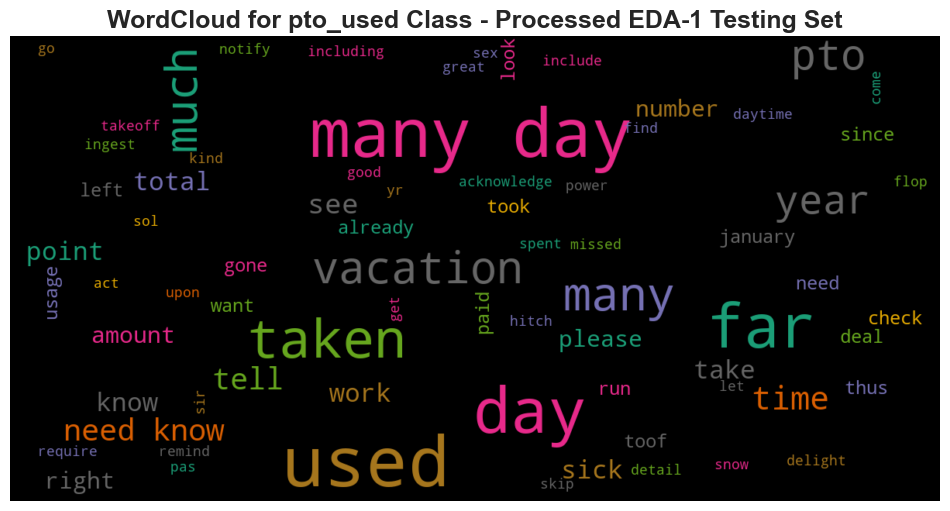 WordCloud for pto_used Class - Processed EDA-1 Testing Set
go
notify
including
sex
great
look
include
pto
come
much
takeoff
ingest
kind
many day
find
number
daytime
since
left
total
good
yr
acknowledge
power
took
flop
sol
see
already
year
january
point
usage
act
upon
gone
want
vacation
get
spent
missed
paid
hitch
many
need
far
check
deal
amount
taken
please
tell
work
know
sir
need know
day
run
take
let
time
thus
require
remind
pas
right
used
toof
sick
detail
skip
snow
delight